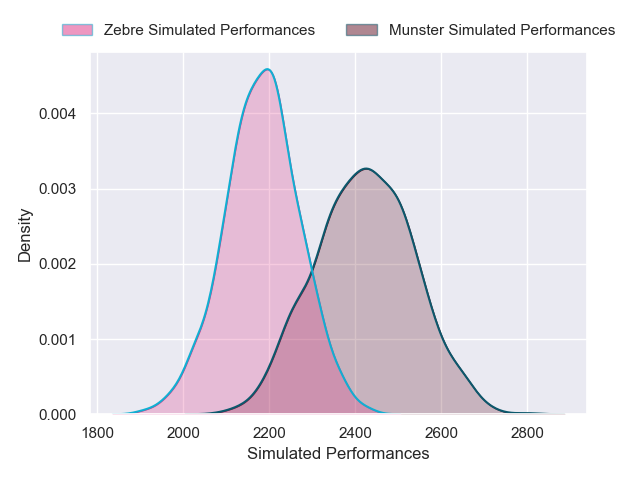 Zebre Simulated Performances Munster Simulated Performances
0.004
0.003
0.002
0.001
0.000
Density
1800 2000 2200 2400 2600 2800
Simulated Performances